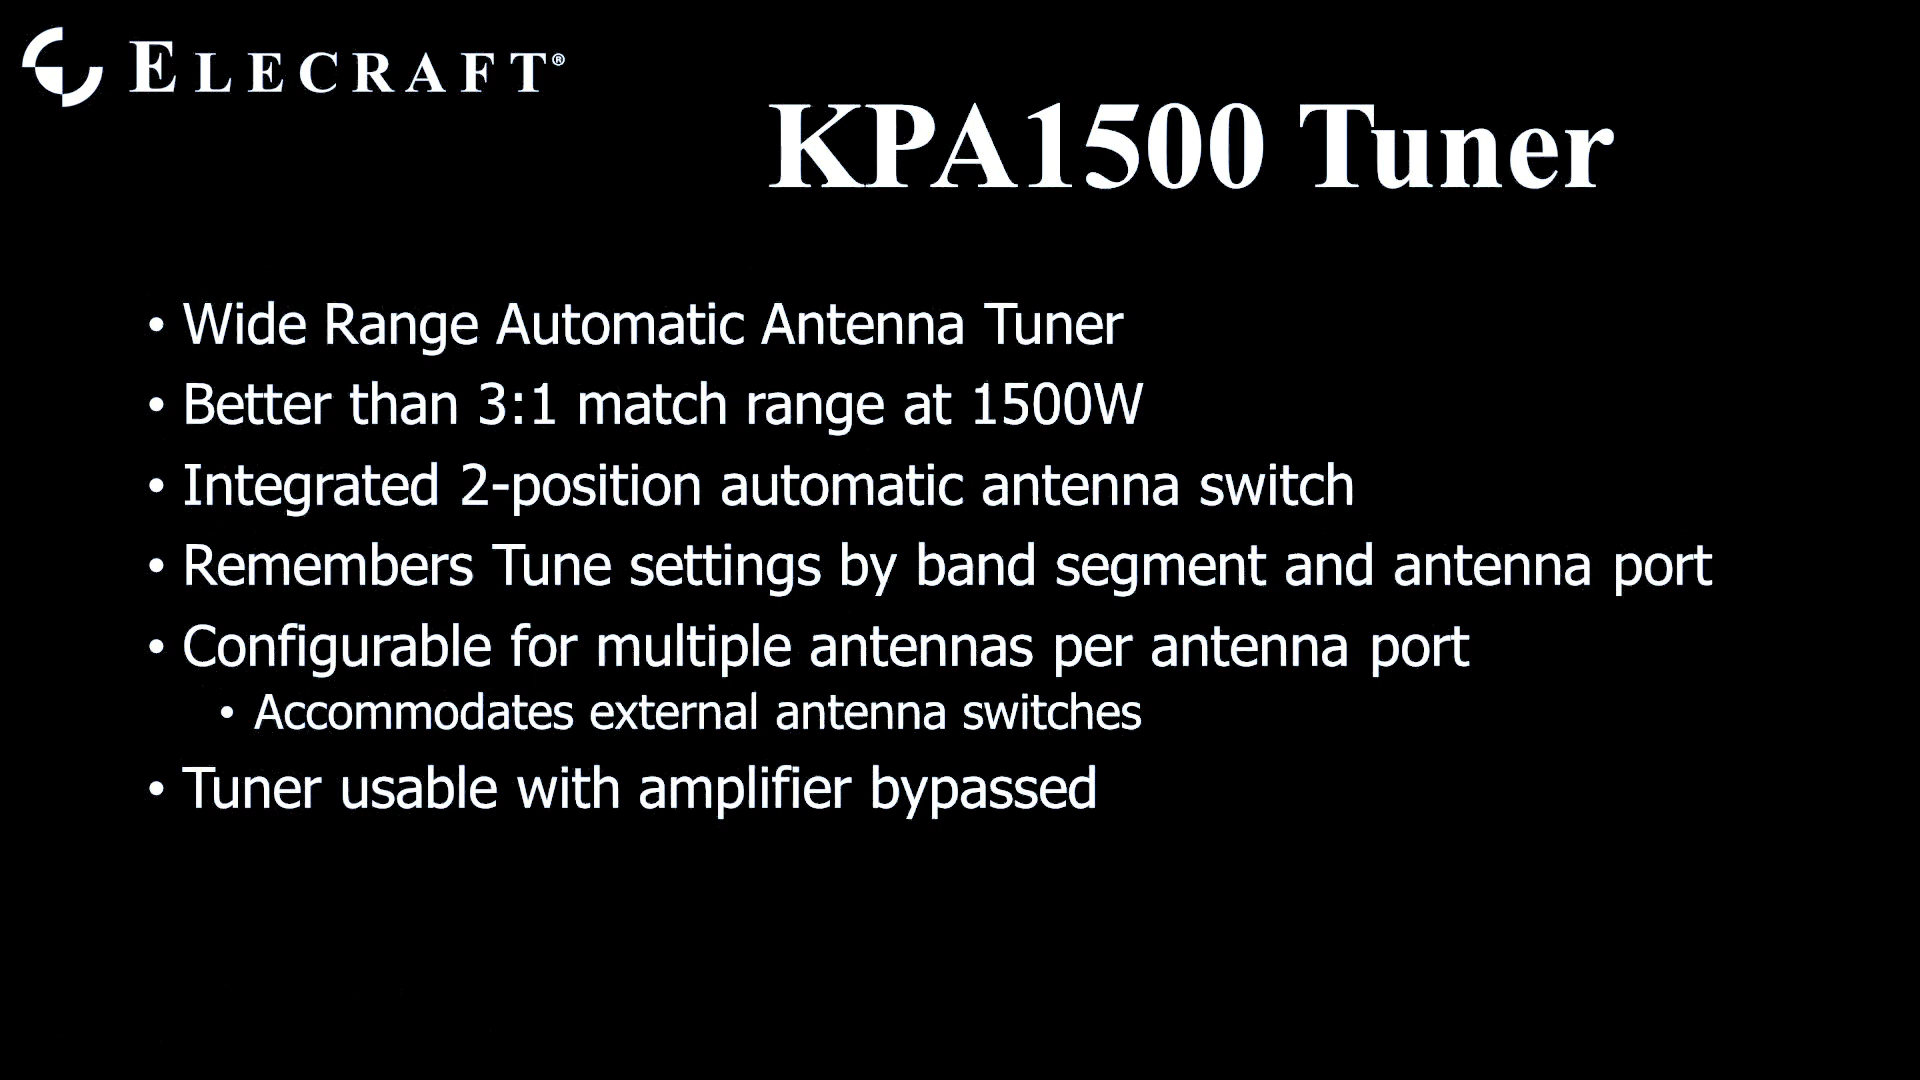 ELECRAFT®
KPA1500 Tuner
• Wide Range Automatic Antenna Tuner
• Better than 3:1 match range at 1500W
• Integrated 2-position automatic antenna switch
• Remembers Tune settings by band segment and antenna port
• Configurable for multiple antennas per antenna port
• Accommodates external antenna switches
• Tuner usable with amplifier bypassed